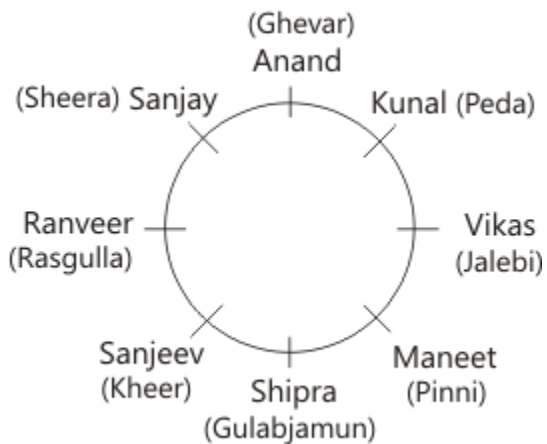 (Ghevar)
Anand
(Sheera) Sanjay
Kunal (Peda)
Ranveer
(Rasgulla)
Vikas
(Jalebi)
Sanjeev
(Kheer)
Shipra
(Gulabjamun)
Maneet
(Pinni)